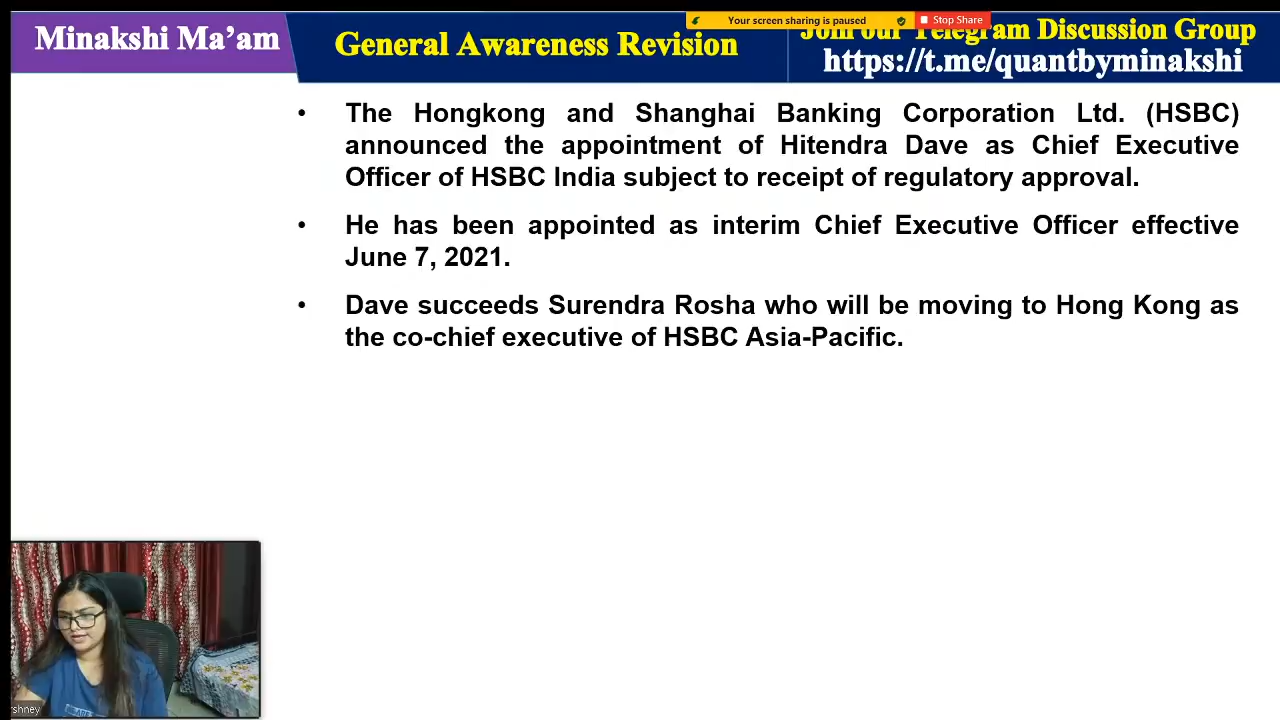 Minakshi Ma’am
General Awareness Revision
Your screen sharing is paused
Stop Share
Join our Telegram Discussion Group
https://t.me/quantbyminakshi
• The Hongkong and Shanghai Banking Corporation Ltd. (HSBC)
announced the appointment of Hitendra Dave as Chief Executive
Officer of HSBC India subject to receipt of regulatory approval.
• He has been appointed as interim Chief Executive Officer effective
June 7, 2021.
• Dave succeeds Surendra Rosha who will be moving to Hong Kong as
the co-chief executive of HSBC Asia-Pacific.
rshney